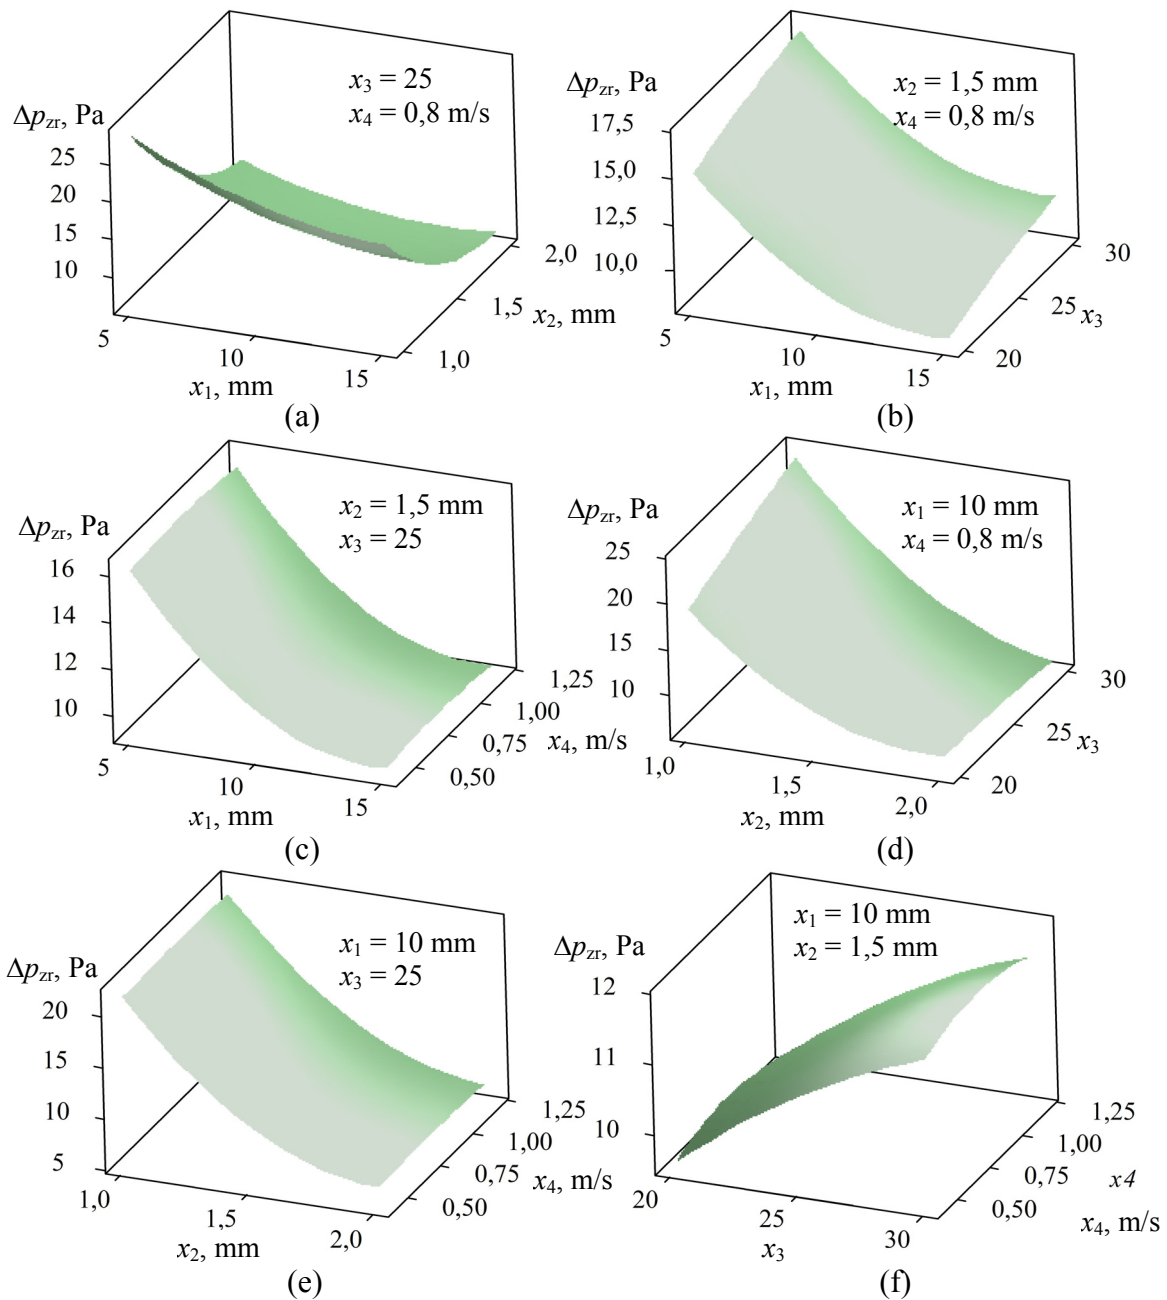 x3 = 25
x4 = 0,8 m/s
Δpzr, Pa
25
20
15
10
5
10
15
x1, mm
1,0
1,5
2,0
x2, mm
(a)
x2 = 1,5 mm
x4 = 0,8 m/s
Δpzr, Pa
17,5
15,0
12,5
10,0
5
10
15
x1, mm
20
25
30
x3
(b)
x2 = 1,5 mm
x3 = 25
Δpzr, Pa
16
14
12
10
5
10
15
x1, mm
0,50
0,75
1,00
1,25
x4, m/s
(c)
x1 = 10 mm
x4 = 0,8 m/s
Δpzr, Pa
25
20
15
10
1,0
1,5
2,0
x2, mm
20
25
30
x3
(d)
x1 = 10 mm
x3 = 25
Δpzr, Pa
20
15
10
5
1,0
1,5
2,0
x2, mm
0,50
0,75
1,00
1,25
x4, m/s
(e)
x1 = 10 mm
x2 = 1,5 mm
Δpzr, Pa
12
11
10
20
25
30
x3
0,50
0,75
1,00
1,25
x4
x4, m/s
(f)